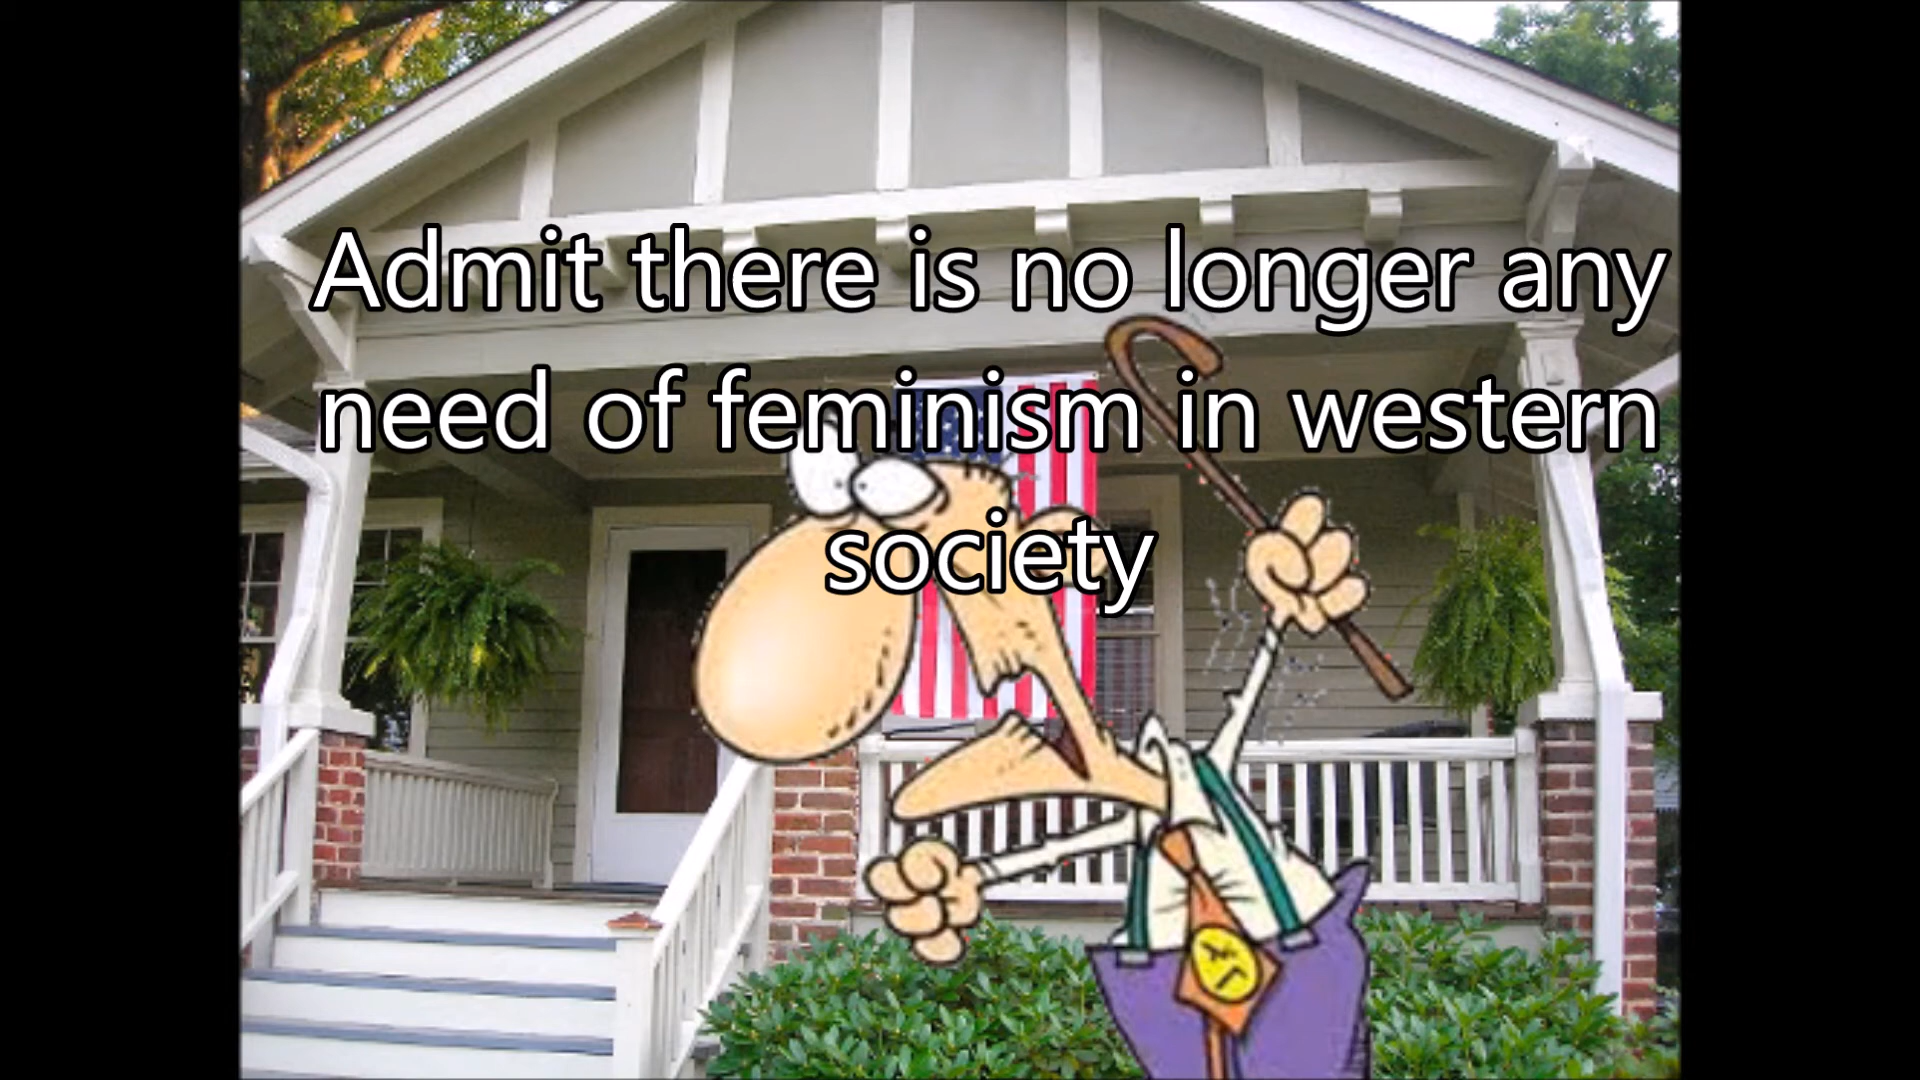 Admit there is no longer any
need of feminism in western
society